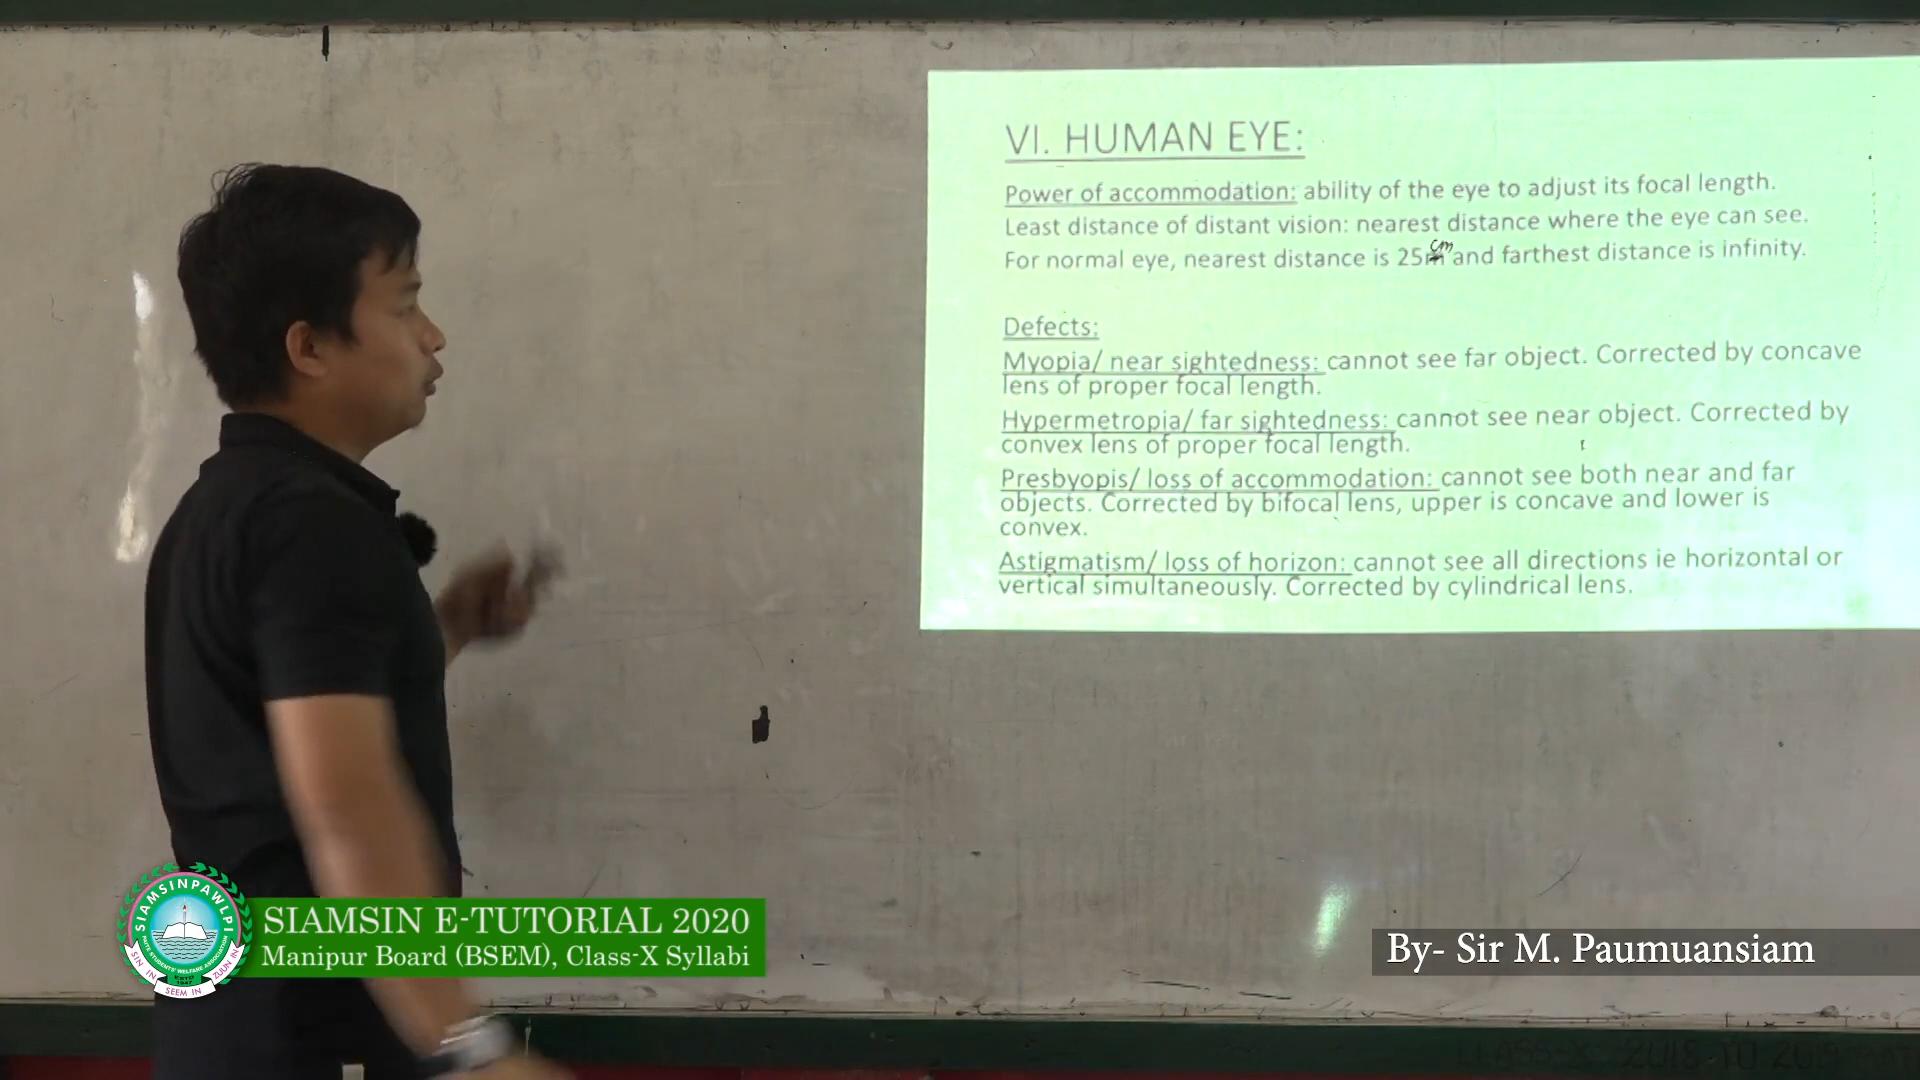 VI. HUMAN EYE:
Power of accommodation: ability of the eye to adjust its focal length.
Least distance of distant vision: nearest distance where the eye can see.
cm
For normal eye, nearest distance is 25m and farthest distance is infinity.
Defects:
Myopia/ near sightedness: cannot see far object. Corrected by concave
lens of proper focal length.
Hypermetropia/ far sightedness: cannot see near object. Corrected by
convex lens of proper focal length.
Presbyopis/ loss of accommodation: cannot see both near and far
objects. Corrected by bifocal lens, upper is concave and lower is
convex.
Astigmatism/ loss of horizon: cannot see all directions ie horizontal or
vertical simultaneously. Corrected by cylindrical lens.
SIAMSINPAWLPI
SIN IN
ZUUN IN
SEEM IN
SIAMSIN E-TUTORIAL 2020
Manipur Board (BSEM), Class-X Syllabi
By- Sir M. Paumuansiam